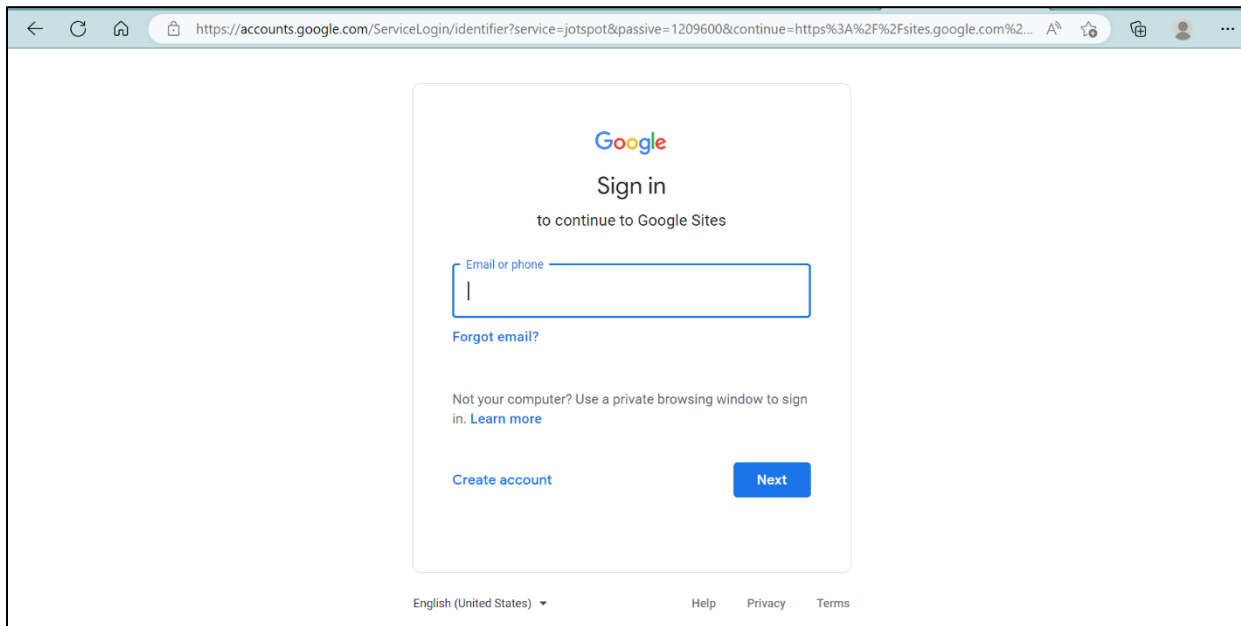 https://accounts.google.com/ServiceLogin/identifier?service=jotspot&passive=1209600&continue=https%3A%2F%2Fsites.google.com%2...
Google
Sign in
to continue to Google Sites
Email or phone
Forgot email?
Not your computer? Use a private browsing window to sign
in. Learn more
Create account
Next
English (United States)
Help Privacy Terms